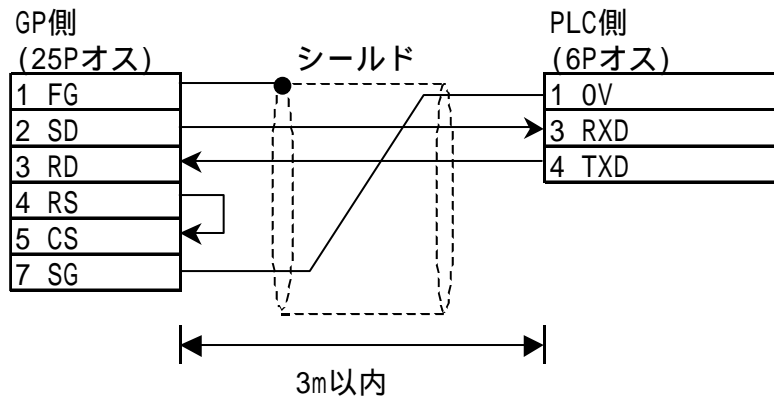 GP側
(25Pオス)
PLC側
(6Pオス)
シールド
1 FG
2 SD
3 RD
4 RS
5 CS
7 SG
1 0V
3 RXD
4 TXD
3m以内